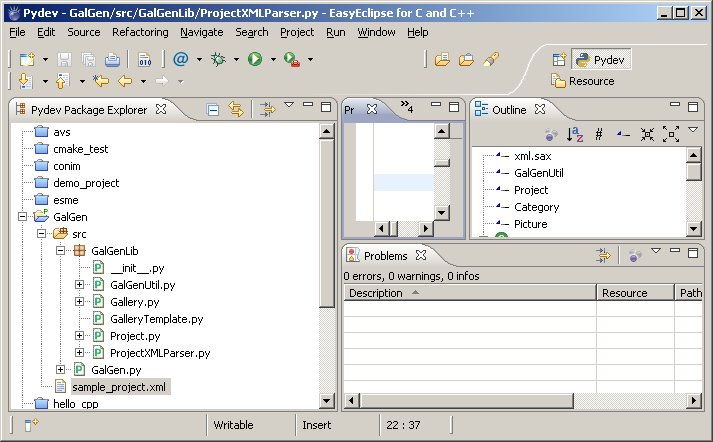 Pydev - GalGen/src/GalGenLib/ProjectXMLParser.py - EasyEclipse for C and C++
File Edit Source Refactoring Navigate Search Project Run Window Help
010
Pydev
Resource
Pydev Package Explorer
avs
cmake_test
conim
demo_project
esme
GalGen
src
GalGenLib
__init__.py
GalGenUtil.py
Gallery.py
GalleryTemplate.py
Project.py
ProjectXMLParser.py
GalGen.py
sample_project.xml
hello_cpp
Pr
»4
Outline
xml.sax
GalGenUtil
Project
Category
Picture
Problems
0 errors, 0 warnings, 0 infos
Description Resource Path
Writable Insert 22 : 37